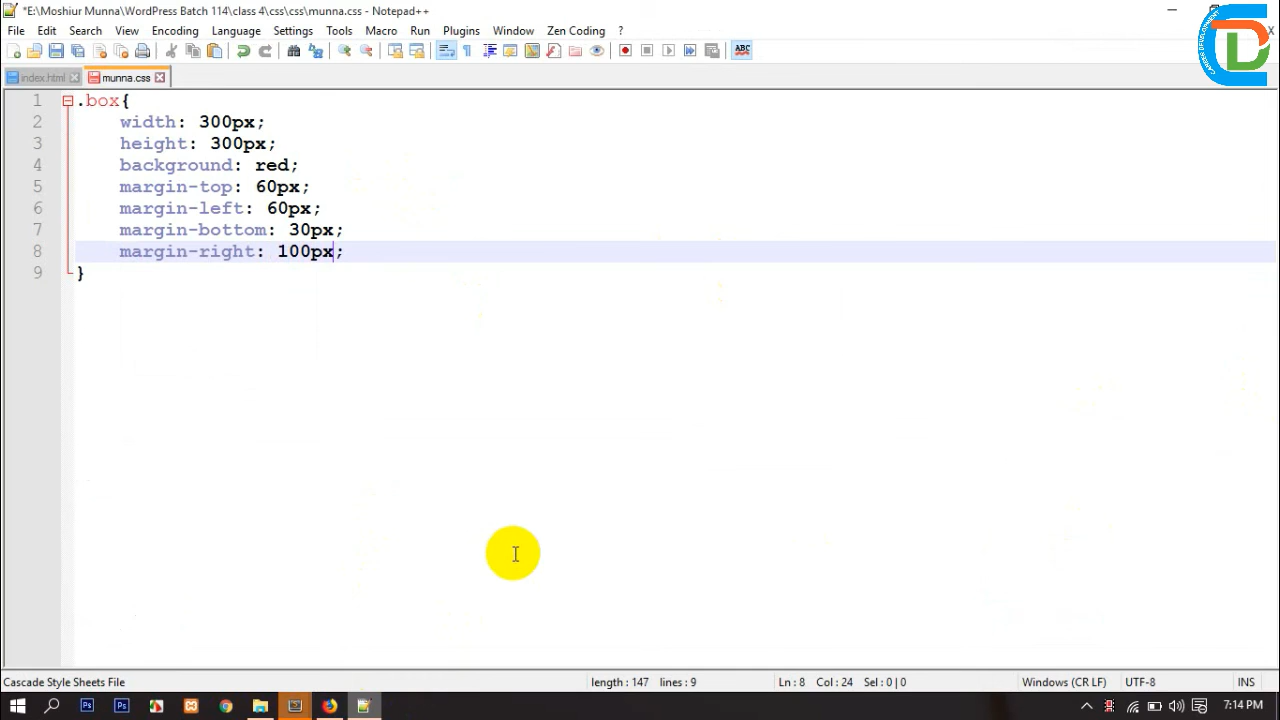 *E:\Moshiur Munna\WordPress Batch 114\class 4\css\css\munna.css - Notepad++
File Edit Search View Encoding Language Settings Tools Macro Run Plugins Window Zen Coding ?
ABC
index.html munna.css
1 .box{
2 width: 300px;
3 height: 300px;
4 background: red;
5 margin-top: 60px;
6 margin-left: 60px;
7 margin-bottom: 30px;
8 margin-right: 100px;
9 }
Cascade Style Sheets File length : 147 lines : 9 Ln : 8 Col : 24 Sel : 0 | 0 Windows (CR LF) UTF-8 INS
7:14 PM